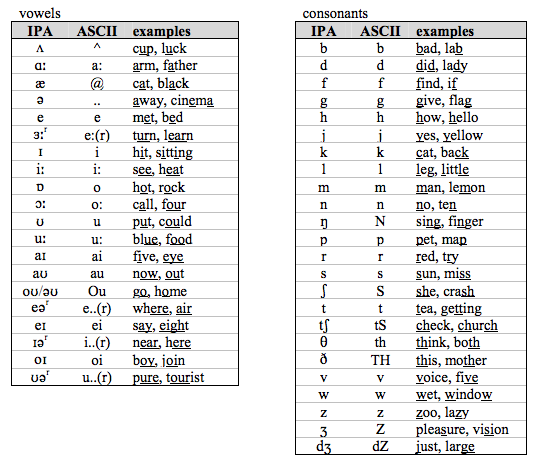 vowels
IPA ASCII examples
ʌ ^ cup, luck
ɑ: a: arm, father
æ @ cat, black
ə .. away, cinema
e e met, bed
ɜ:ʳ e:(r) turn, learn
ɪ i hit, sitting
i: i: see, heat
ɒ o hot, rock
ɔ: o: call, four
ʊ u put, could
u: u: blue, food
aɪ ai five, eye
aʊ au now, out
oʊ/əʊ Ou go, home
eəʳ e..(r) where, air
eɪ ei say, eight
ɪəʳ i..(r) near, here
ɔɪ oi boy, join
ʊəʳ u..(r) pure, tourist
consonants
IPA ASCII examples
b b bad, lab
d d did, lady
f f find, if
g g give, flag
h h how, hello
j j yes, yellow
k k cat, back
l l leg, little
m m man, lemon
n n no, ten
ŋ N sing, finger
p p pet, map
r r red, try
s s sun, miss
ʃ S she, crash
t t tea, getting
tʃ tS check, church
θ th think, both
ð TH this, mother
v v voice, five
w w wet, window
z z zoo, lazy
ʒ Z pleasure, vision
dʒ dZ just, large